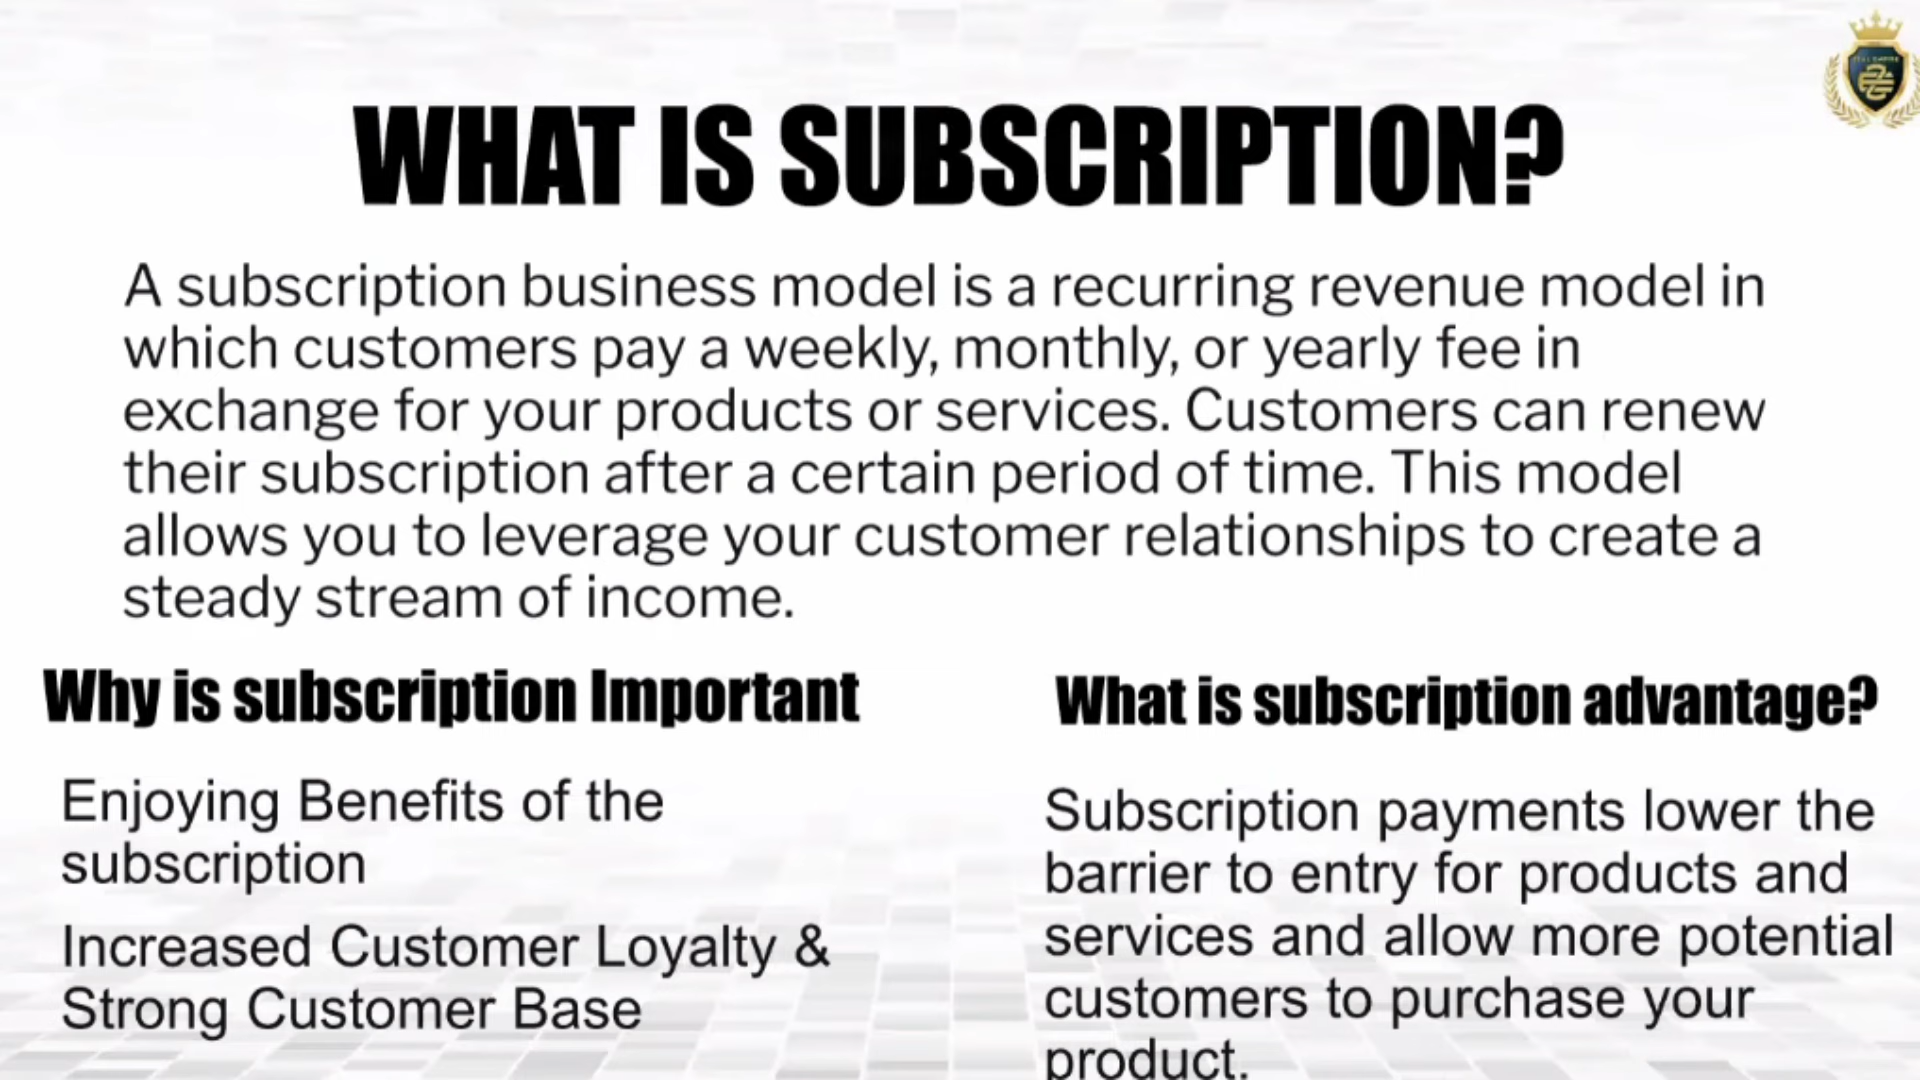 WHAT IS SUBSCRIPTION?
A subscription business model is a recurring revenue model in
which customers pay a weekly, monthly, or yearly fee in
exchange for your products or services. Customers can renew
their subscription after a certain period of time. This model
allows you to leverage your customer relationships to create a
steady stream of income.
Why is subscription Important
Enjoying Benefits of the
subscription
Increased Customer Loyalty &
Strong Customer Base
What is subscription advantage?
Subscription payments lower the
barrier to entry for products and
services and allow more potential
customers to purchase your
product.